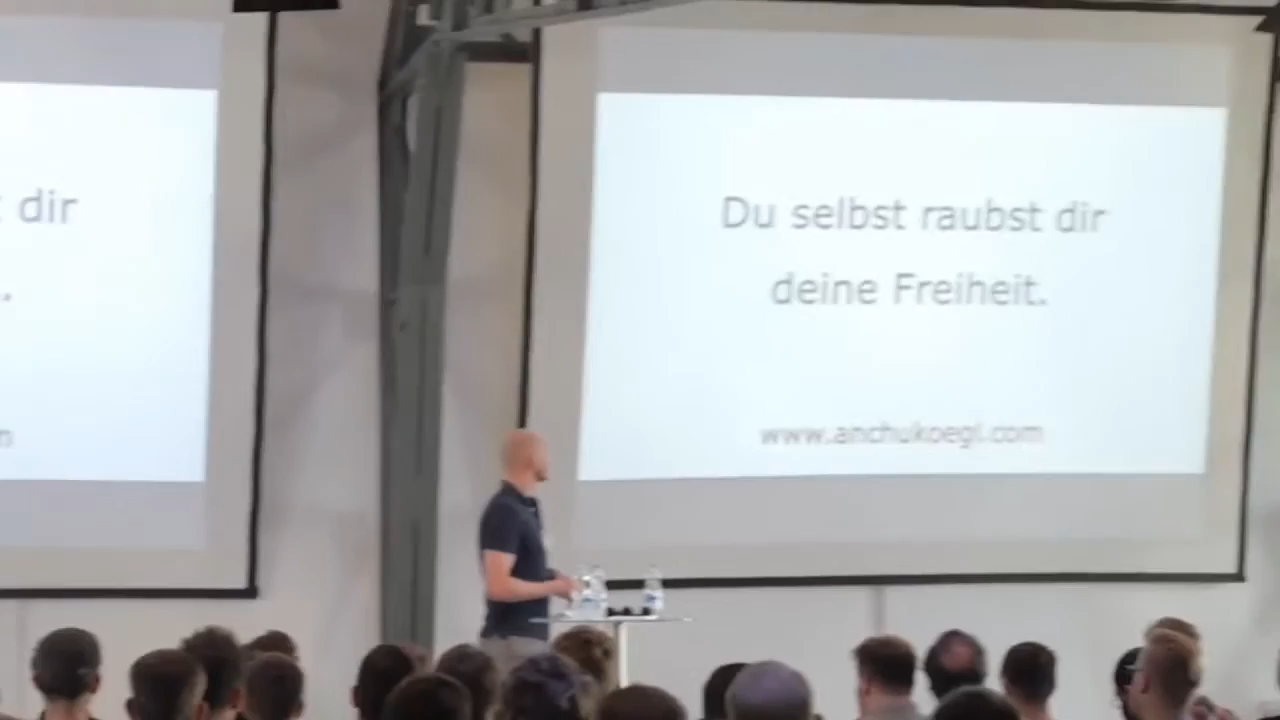 dir
.
Du selbst raubst dir
deine Freiheit.
www.anchukoegl.com